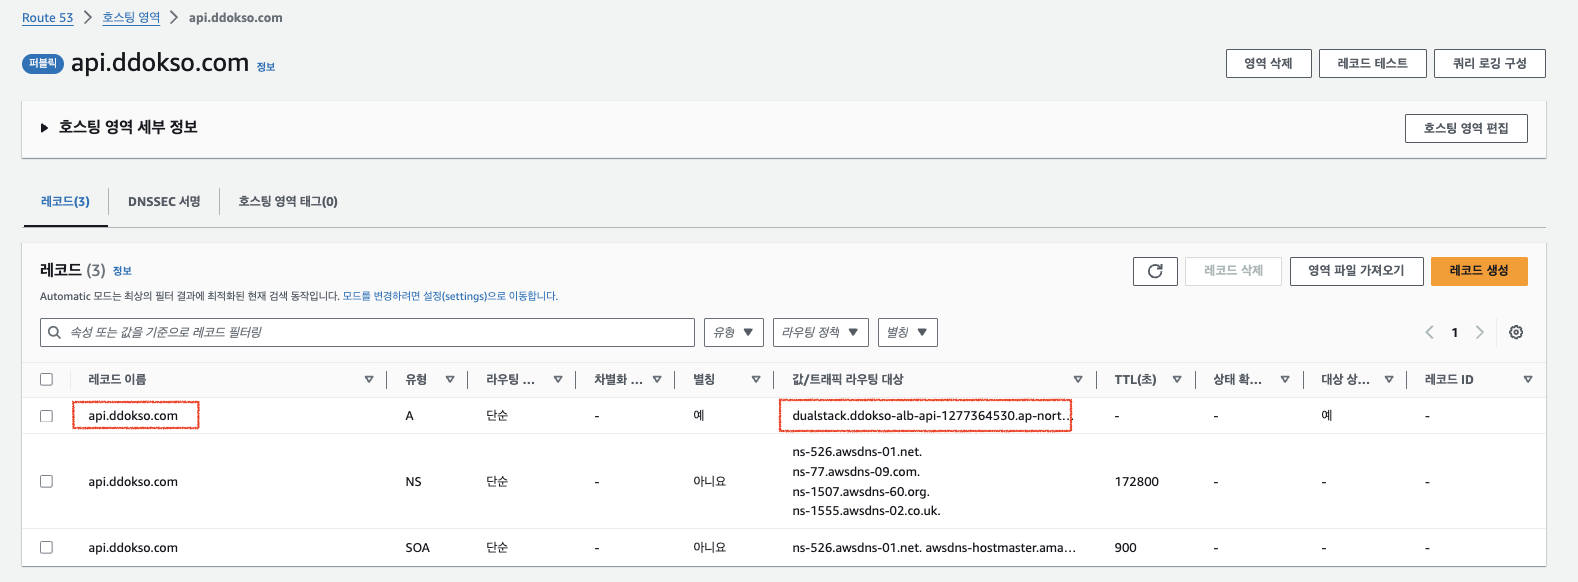 Route 53 > 호스팅 영역 > api.ddokso.com
퍼블릭 api.ddokso.com 정보
영역 삭제 레코드 테스트 쿼리 로깅 구성
호스팅 영역 세부 정보 호스팅 영역 편집
레코드(3) DNSSEC 서명 호스팅 영역 태그(0)
레코드 (3) 정보
레코드 삭제 영역 파일 가져오기 레코드 생성
Automatic 모드는 최상의 필터 결과에 최적화된 현재 검색 동작입니다. 모드를 변경하려면 설정(settings)으로 이동합니다.
속성 또는 값을 기준으로 레코드 필터링 유형 라우팅 정책 별칭 1
레코드 이름 유형 라우팅 ... 차별화 ... 별칭 값/트래픽 라우팅 대상 TTL(초) 상태 확... 대상 상... 레코드 ID
api.ddokso.com A 단순 - 예 dualstack.ddokso-alb-api-1277364530.ap-nort... - - 예 -
ns-526.awsdns-01.net.
ns-77.awsdns-09.com.
api.ddokso.com NS 단순 - 아니요 172800 - - -
ns-1507.awsdns-60.org.
ns-1555.awsdns-02.co.uk.
api.ddokso.com SOA 단순 - 아니요 ns-526.awsdns-01.net. awsdns-hostmaster.ama... 900 - - -